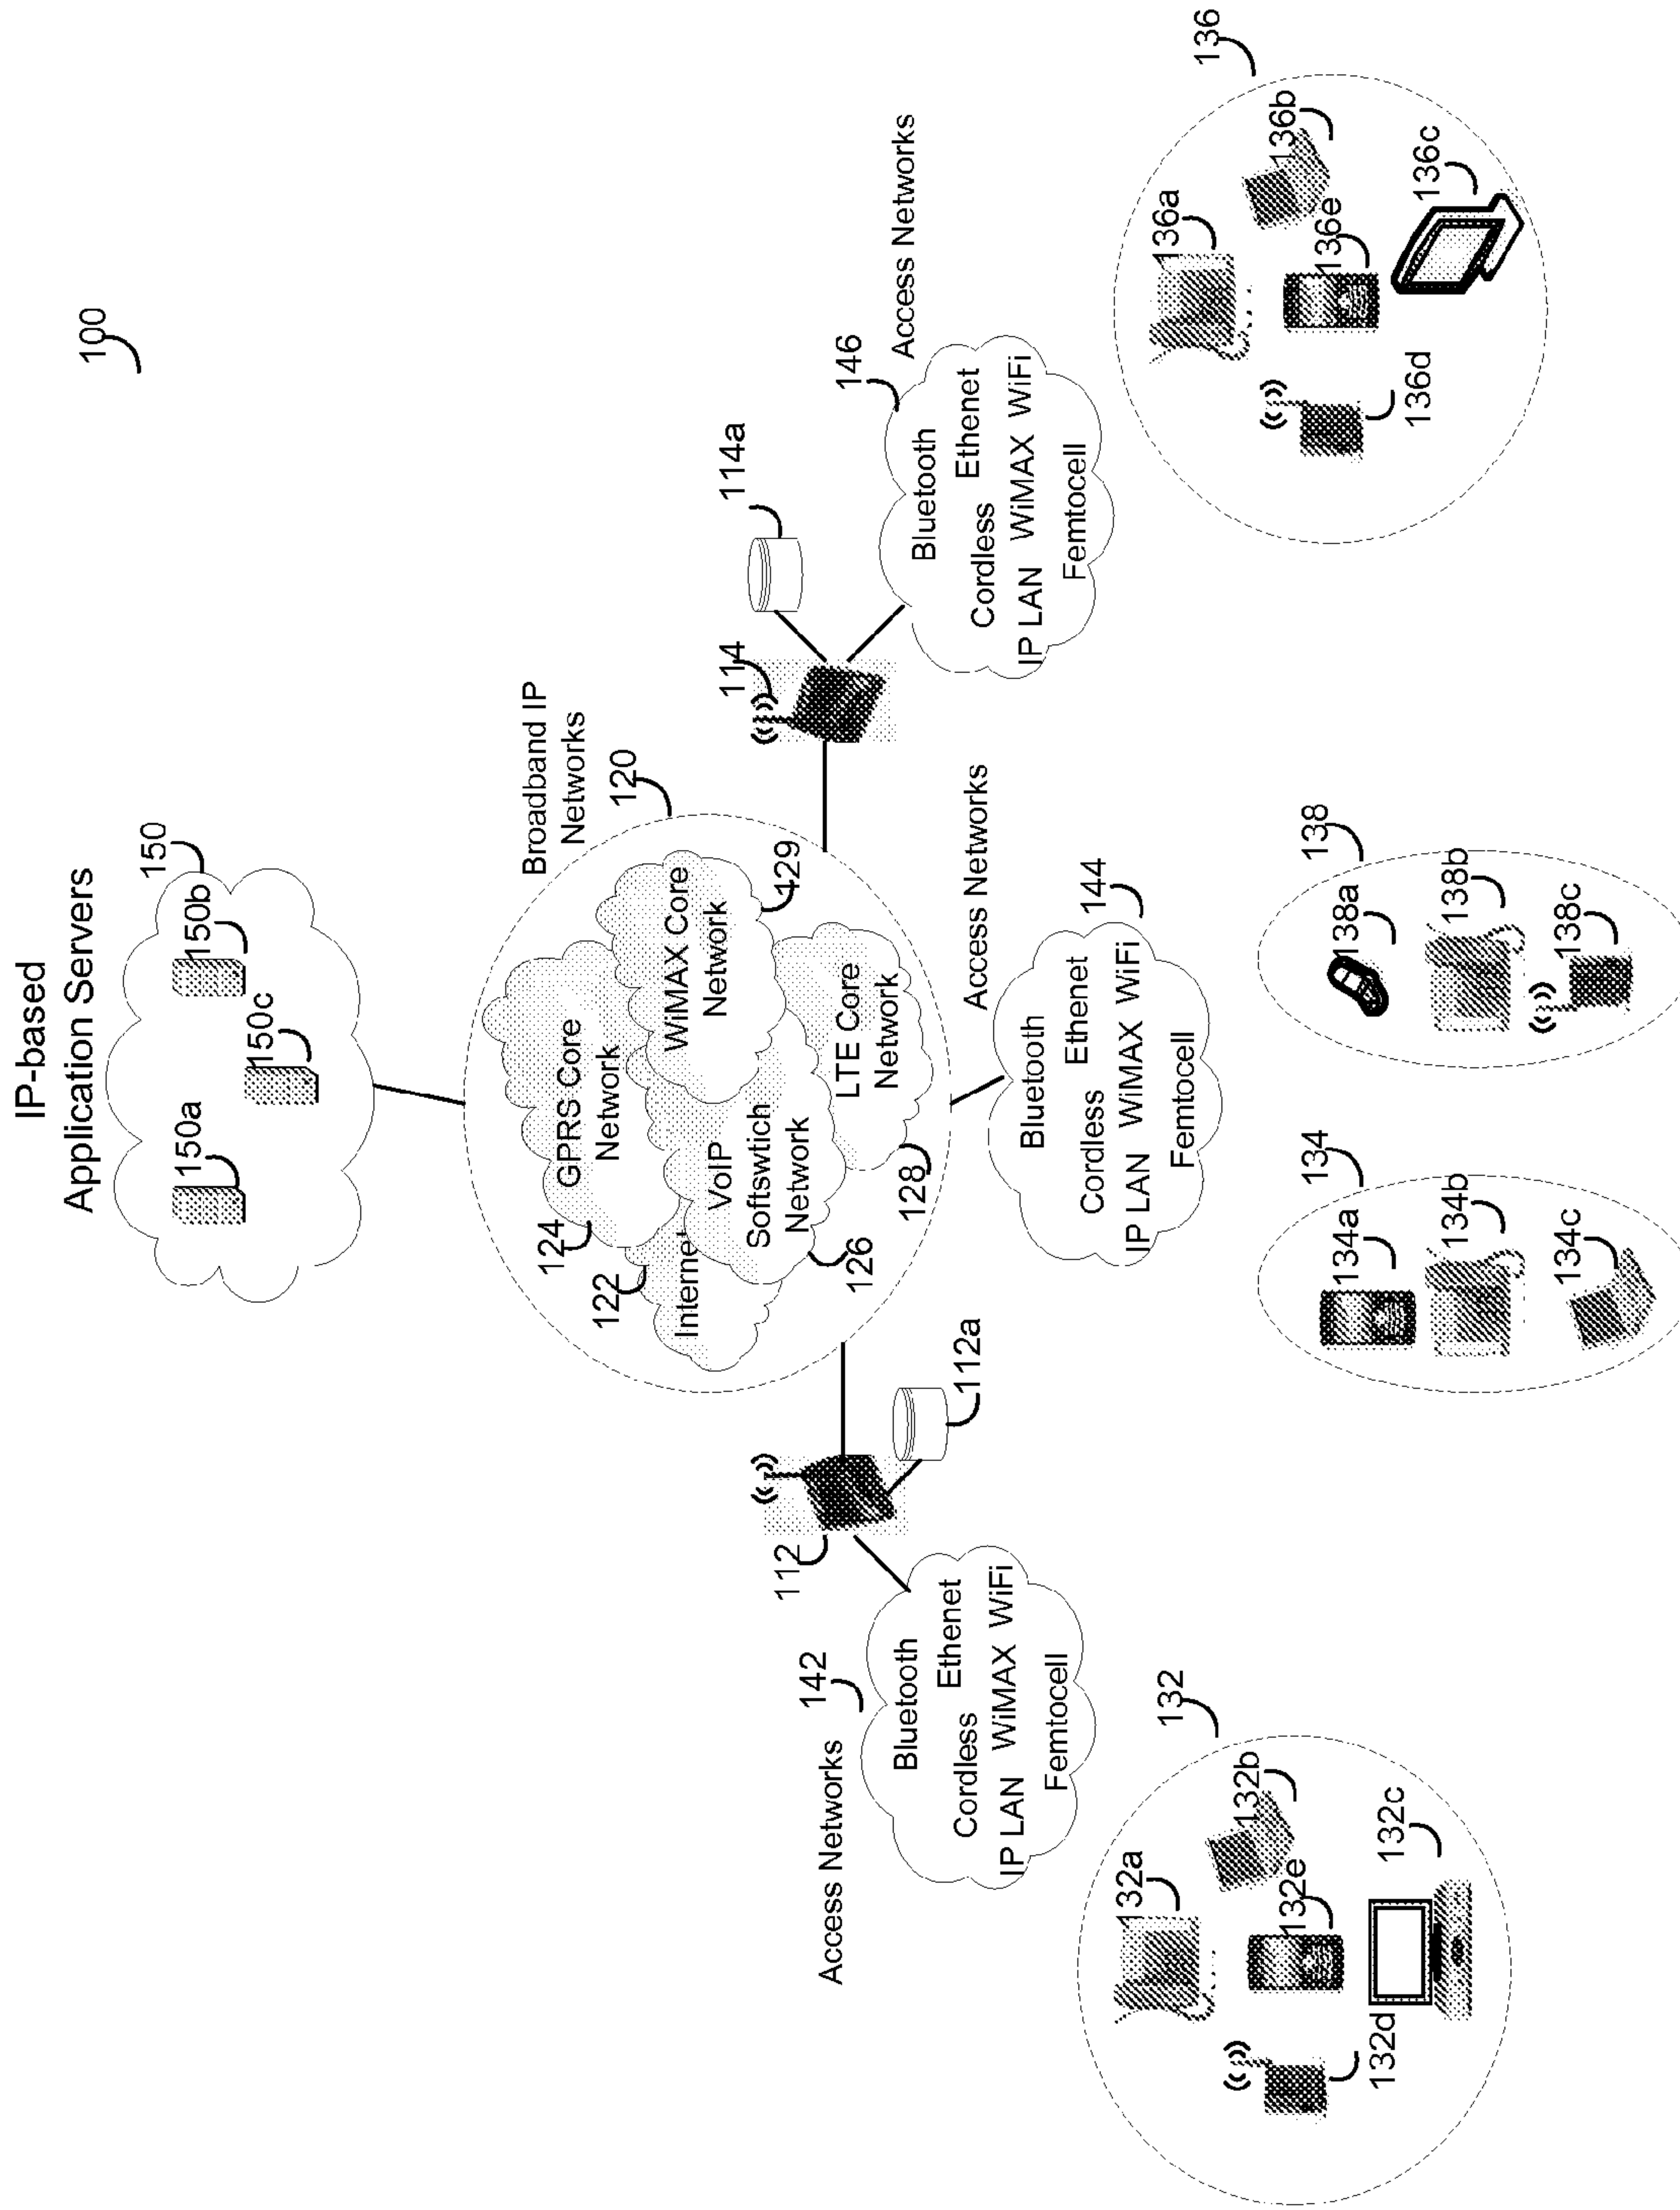 100
IP-based
Application Servers
150
150a
150b
150c
Broadband IP
Networks
120
124
GPRS Core
Network
WiMAX Core
Network
129
122
Internet
VoIP
Softswtich
Network
126
LTE Core
Network
128
112
112a
114
114a
Access Networks
142
Bluetooth
Cordless Ethenet
IP LAN WiMAX WiFi
Femtocell
Access Networks
144
Bluetooth
Cordless Ethenet
IP LAN WiMAX WiFi
Femtocell
146
Access Networks
Bluetooth
Cordless Ethenet
IP LAN WiMAX WiFi
Femtocell
132
132a
132b
132e
132d
132c
134
134a
134b
134c
138
138a
138b
138c
136
136a
136b
136e
136d
136c